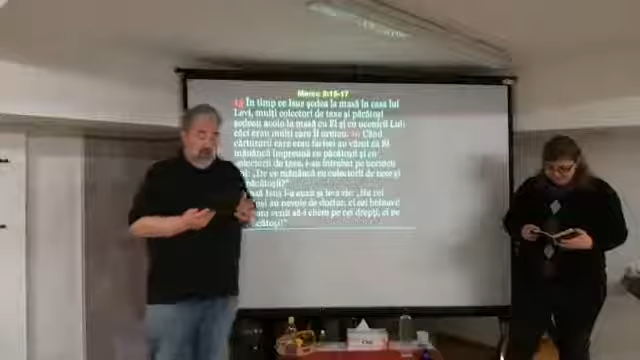 Marcu 2:15-17
15 În timp ce Isus ședea la masă în casa lui
Levi, mulți colectori de taxe și păcătoși
ședeau acolo la masă cu El și cu ucenicii Lui;
căci erau mulți care Îl urmau. 16 Când
cărturarii care erau farisei au văzut că El
mănâncă împreună cu păcătoșii și cu
colectorii de taxe, i-au întrebat pe ucenicii
„De ce mănâncă cu colectorii de taxe și
păcătoșii?"
Isus i-a auzit și le-a zis: „Nu cei
au nevoie de doctor, ci cei bolnavi!
venit să-i chem pe cei drepți, ci pe